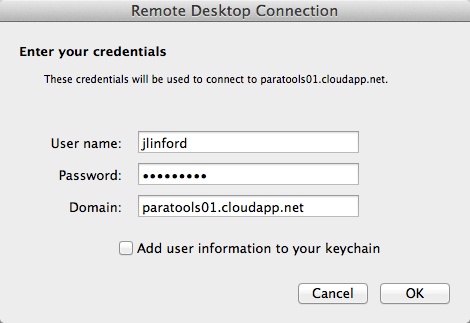 Remote Desktop Connection
Enter your credentials
These credentials will be used to connect to paratools01.cloudapp.net.
User name: jlinford
Password: •••••••••
Domain: paratools01.cloudapp.net
Add user information to your keychain
Cancel OK